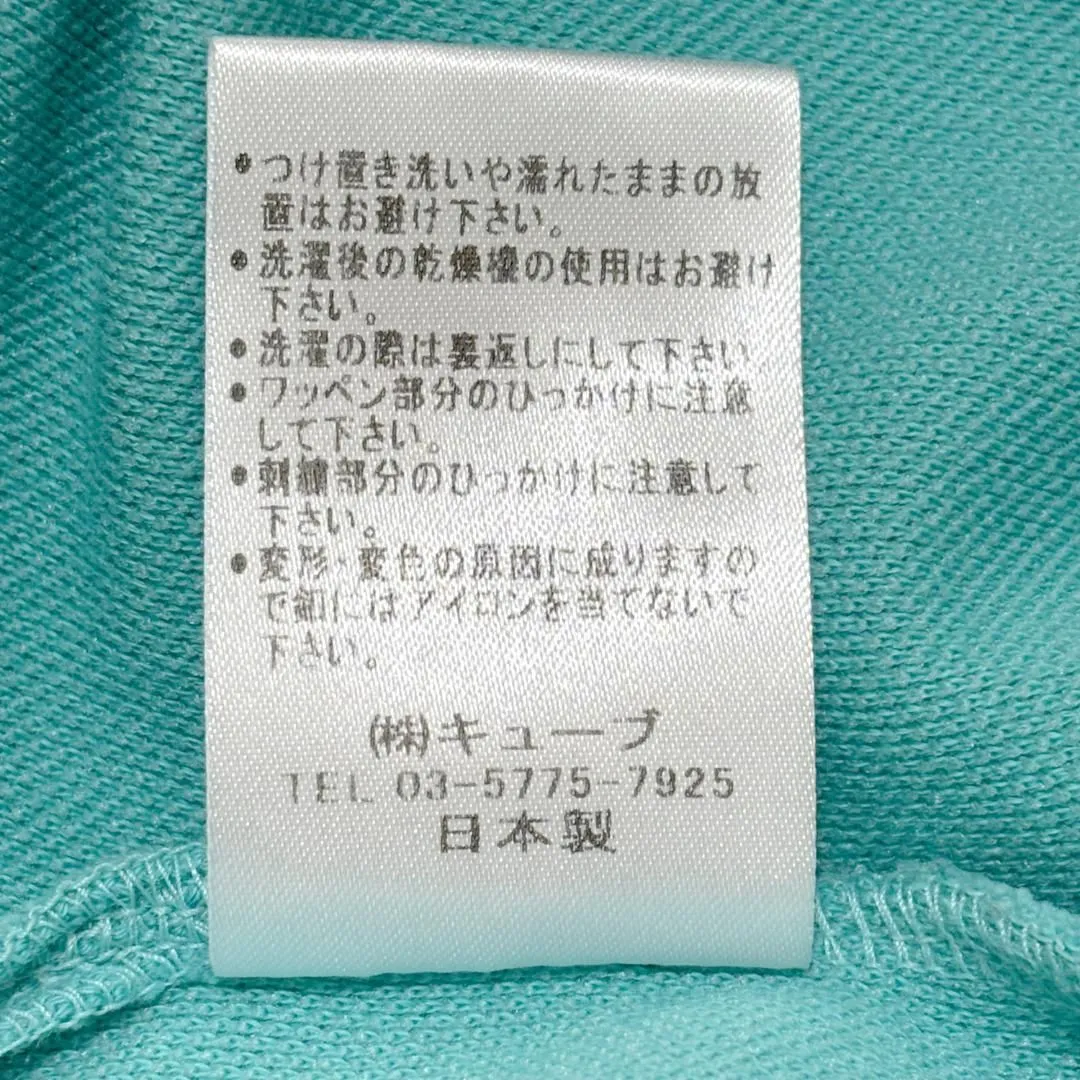 •つけ置き洗いや濡れたままの放
置はお避け下さい。
•洗濯後の乾燥機の使用はお避け
下さい。
•洗濯の際は裏返しにして下さい
•ワッペン部分のひっかけに注意
して下さい。
•刺繍部分のひっかけに注意して
下さい。
•変形・変色の原因に成りますの
で釦にはアイロンを当てないで
下さい。
(株)キューブ
TEL 03-5775-7925
日本製